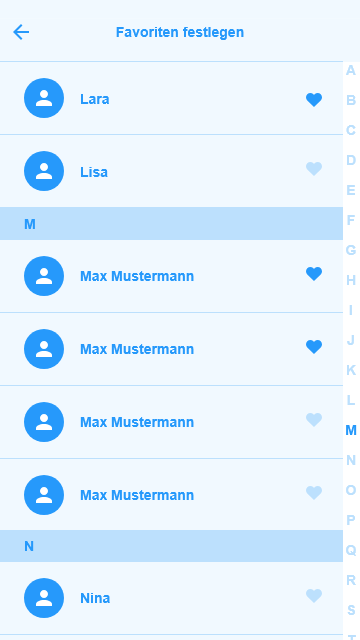 Favoriten festlegen
Lara
Lisa
M
Max Mustermann
Max Mustermann
Max Mustermann
Max Mustermann
N
Nina
A
B
C
D
E
F
G
H
I
J
K
L
M
N
O
P
Q
R
S